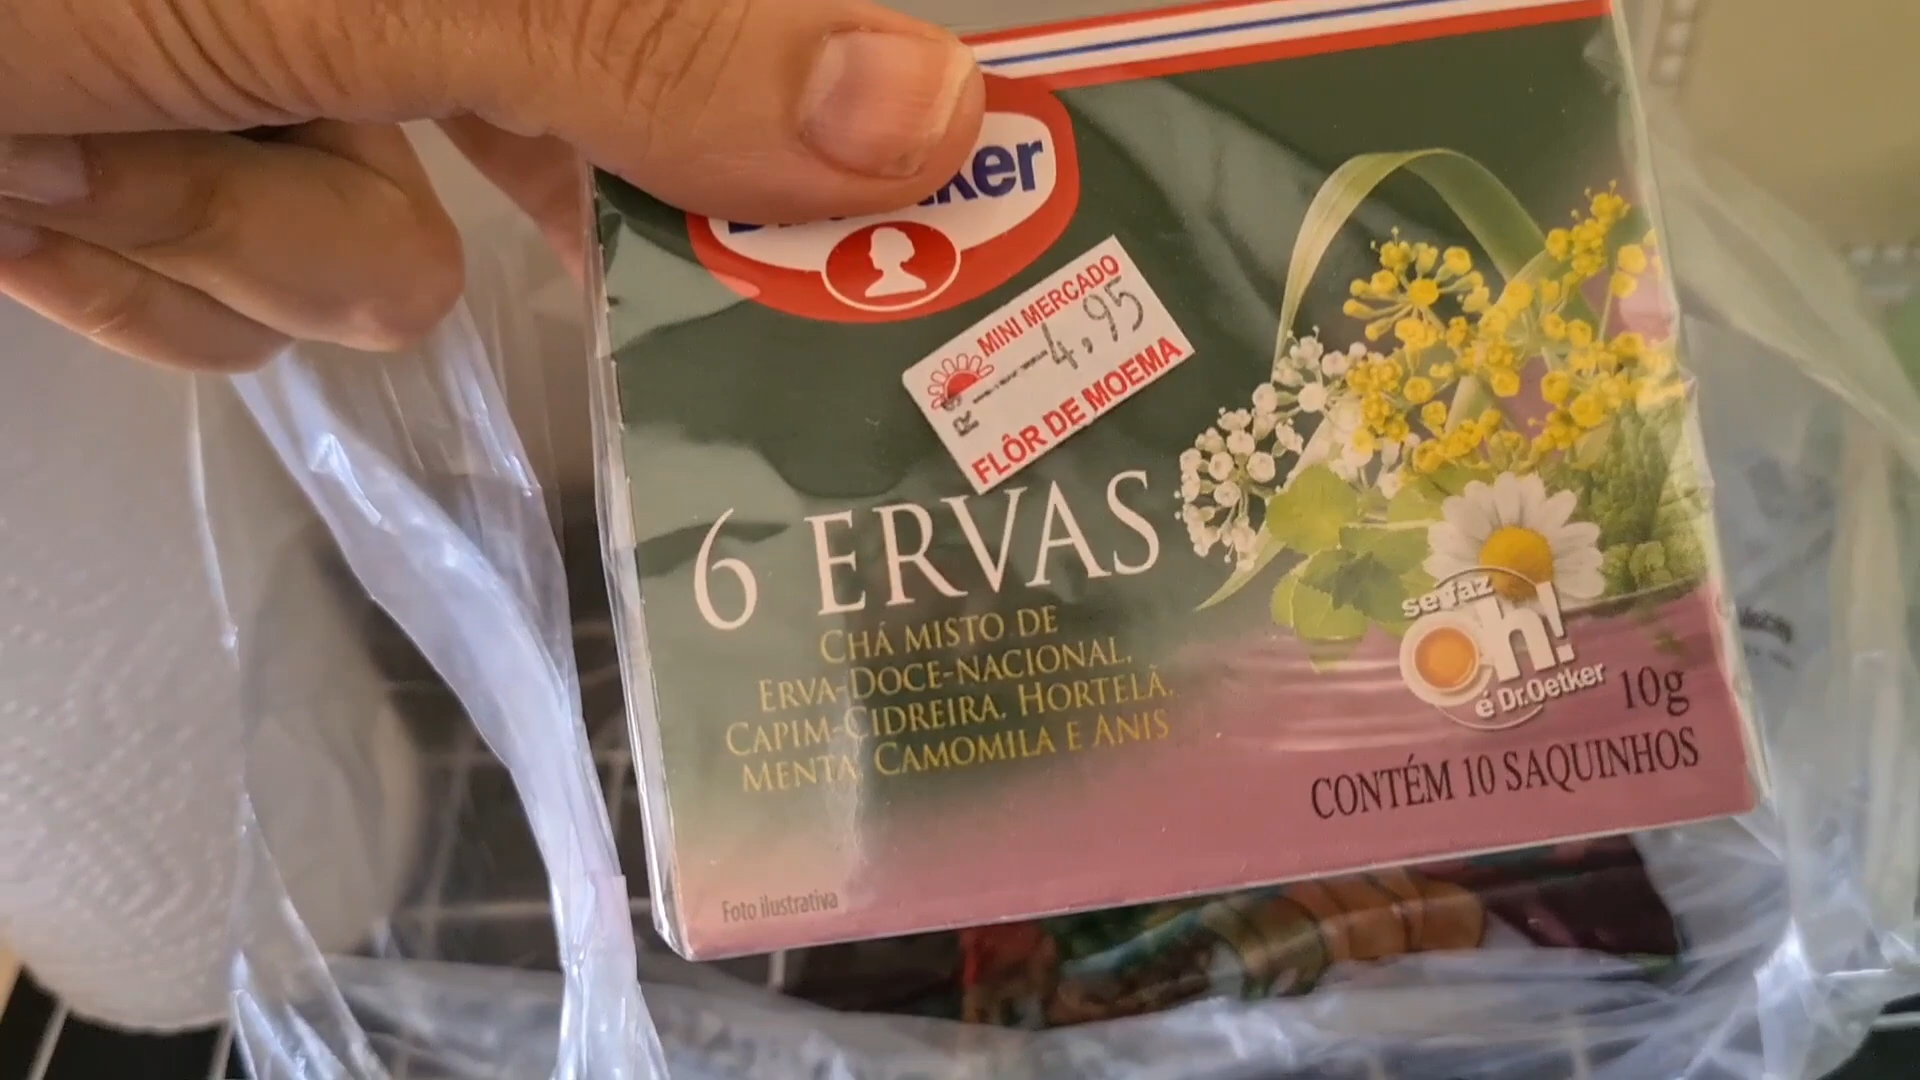 MINI MERCADO
R$ 4,95
FLÔR DE MOEMA
6 ERVAS
CHÁ MISTO DE
ERVA-DOCE-NACIONAL,
CAPIM-CIDREIRA, HORTELÃ,
MENTA, CAMOMILA E ANIS
se faz
Oh!
é Dr.Oetker
10g
CONTÉM 10 SAQUINHOS
Foto ilustrativa